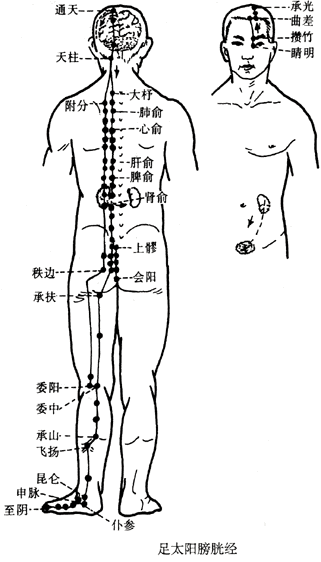 通天
天柱
大杼
附分
肺俞
心俞
肝俞
脾俞
肾俞
上髎
秩边
会阳
承扶
委阳
委中
承山
飞扬
昆仑
申脉
至阴
仆参
承光
曲差
攒竹
睛明
足太阳膀胱经